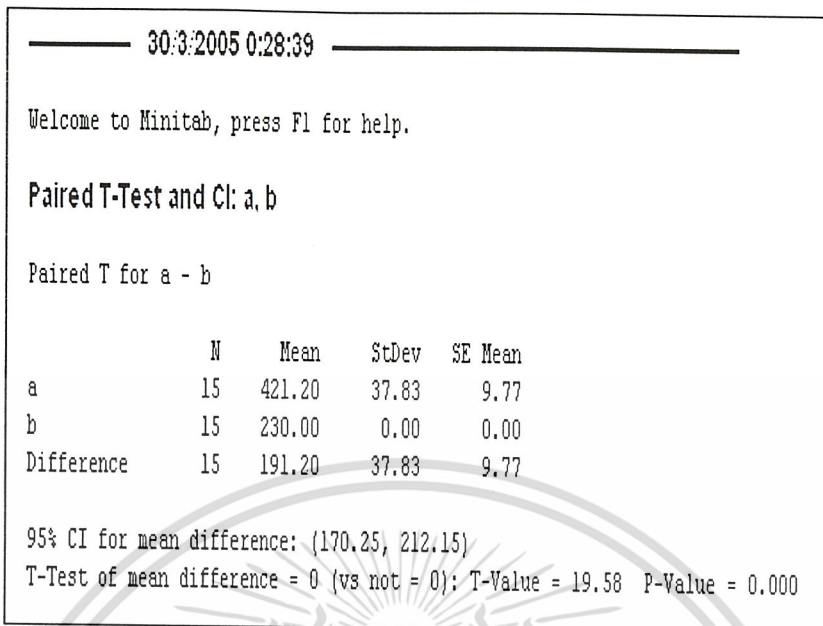 30/3/2005 0:28:39
Welcome to Minitab, press F1 for help.
Paired T-Test and CI: a, b
Paired T for a - b
N Mean StDev SE Mean
a 15 421.20 37.83 9.77
b 15 230.00 0.00 0.00
Difference 15 191.20 37.83 9.77
95% CI for mean difference: (170.25, 212.15)
T-Test of mean difference = 0 (vs not = 0): T-Value = 19.58 P-Value = 0.000